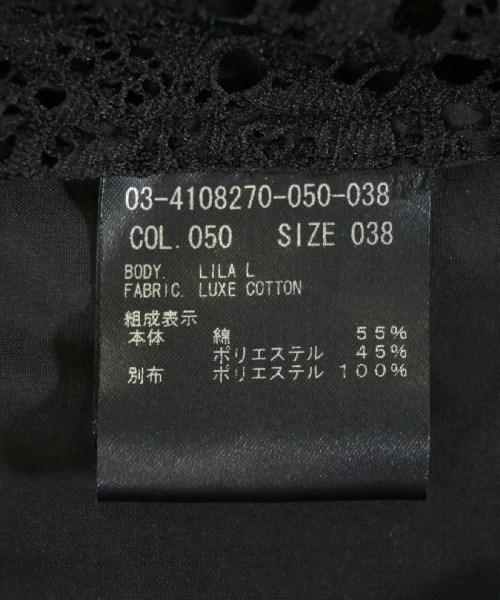 03-4108270-050-038
COL.050 SIZE 038
BODY. LILA L
FABRIC. LUXE COTTON
組成表示
本体 綿 55%
ポリエステル 45%
別布 ポリエステル 100%